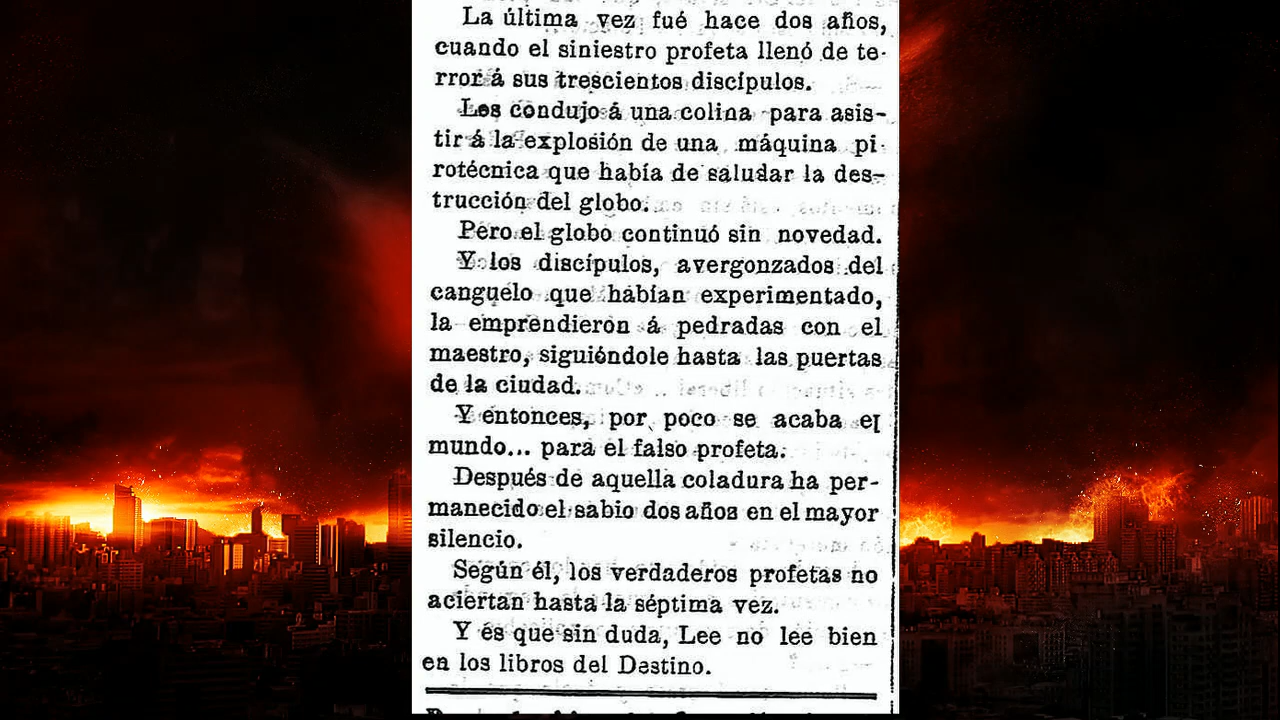 La última vez fué hace dos años,
cuando el siniestro profeta llenó de te-
rror á sus trescientos discípulos.
Los condujo á una colina para asis-
tir á la explosión de una máquina pi-
rotécnica que había de saludar la des-
trucción del globo.
Pero el globo continuó sin novedad.
Y los discípulos, avergonzados del
canguelo que habían experimentado,
la emprendieron á pedradas con el
maestro, siguiéndole hasta las puertas
de la ciudad.
Y entonces, por poco se acaba el
mundo... para el falso profeta.
Después de aquella coladura ha per-
manecido el sabio dos años en el mayor
silencio.
Según él, los verdaderos profetas no
aciertan hasta la séptima vez.
Y es que sin duda, Lee no lee bien
en los libros del Destino.